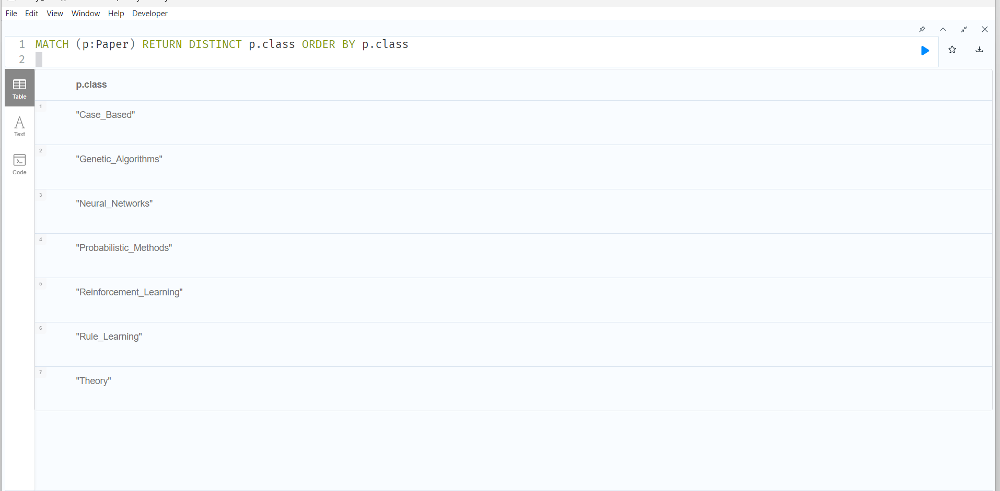 File Edit View Window Help Developer
1 MATCH (p:Paper) RETURN DISTINCT p.class ORDER BY p.class
2
Table
p.class
1
"Case_Based"
Text
2
"Genetic_Algorithms"
Code
3
"Neural_Networks"
4
"Probabilistic_Methods"
5
"Reinforcement_Learning"
6
"Rule_Learning"
7
"Theory"